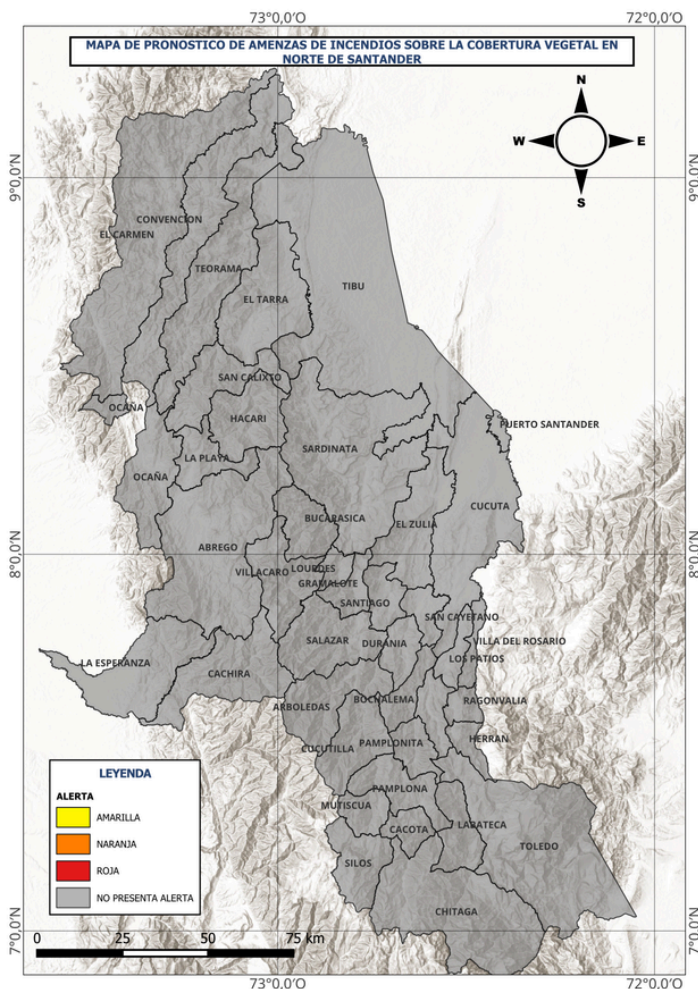 73°0,0'O
72°0,0'O
MAPA DE PRONOSTICO DE AMENZAS DE INCENDIOS SOBRE LA COBERTURA VEGETAL EN
NORTE DE SANTANDER
N
W
E
S
9°0,0'N
9°0,0'N
CONVENCION
EL CARMEN
TEORAMA
TIBU
EL TARRA
SAN CALIXTO
OCAÑA
HACARI
PUERTO SANTANDER
SARDINATA
LA PLAYA
OCAÑA
CUCUTA
BUCARASICA
EL ZULIA
ABREGO
8°0,0'N
8°0,0'N
VILLACARO
LOURDES
GRAMALOTE
SANTIAGO
SAN CAYETANO
SALAZAR
DURANIA
VILLA DEL ROSARIO
LOS PATIOS
LA ESPERANZA
CACHIRA
BOCHALEMA
RAGONVALIA
ARBOLEDAS
HERRAN
CUCUTILLA
PAMPLONITA
PAMPLONA
MUTISCUA
LABATECA
CACOTA
TOLEDO
SILOS
CHITAGA
LEYENDA
ALERTA
AMARILLA
NARANJA
ROJA
NO PRESENTA ALERTA
7°0,0'N
7°0,0'N
0 25 50 75 km
73°0,0'O
72°0,0'O